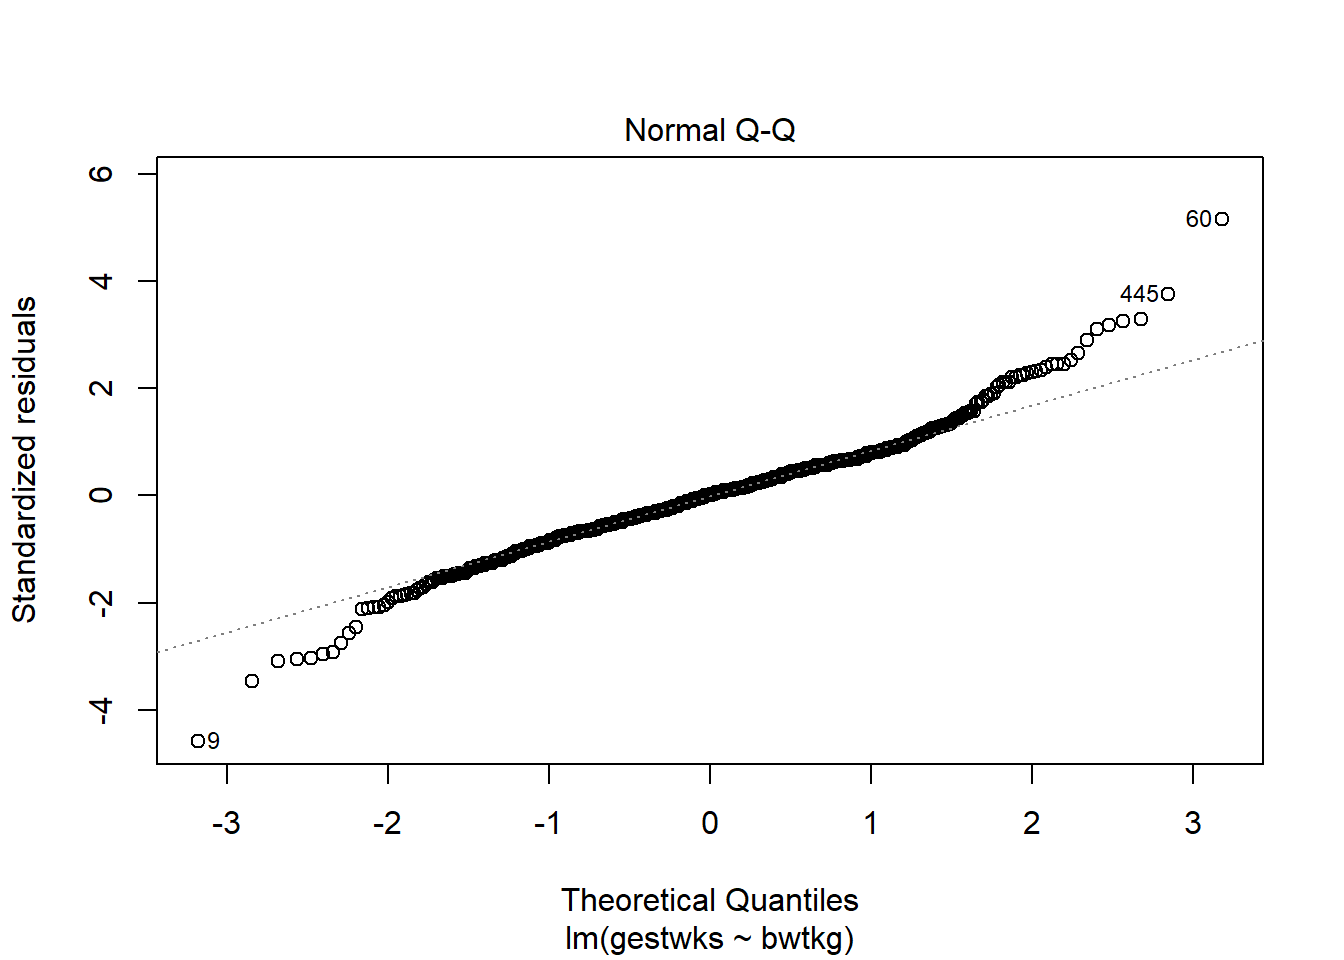 Normal Q-Q
Standardized residuals
6
4
2
0
-2
-4
60
445
9
-3 -2 -1 0 1 2 3
Theoretical Quantiles
lm(gestwks ~ bwtkg)